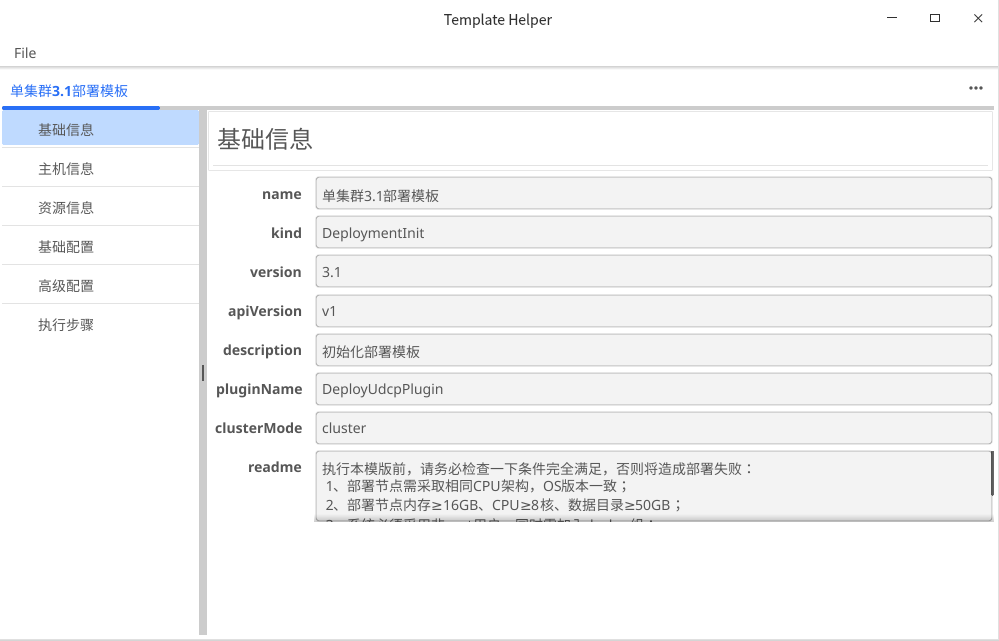 Template Helper
File
单集群3.1部署模板
基础信息
主机信息
资源信息
基础配置
高级配置
执行步骤
基础信息
name 单集群3.1部署模板
kind DeploymentInit
version 3.1
apiVersion v1
description 初始化部署模板
pluginName DeployUdcpPlugin
clusterMode cluster
readme 执行本模版前，请务必检查一下条件完全满足，否则将造成部署失败：
1、部署节点需采取相同CPU架构，OS版本一致；
2、部署节点内存≥16GB、CPU≥8核、数据目录≥50GB；